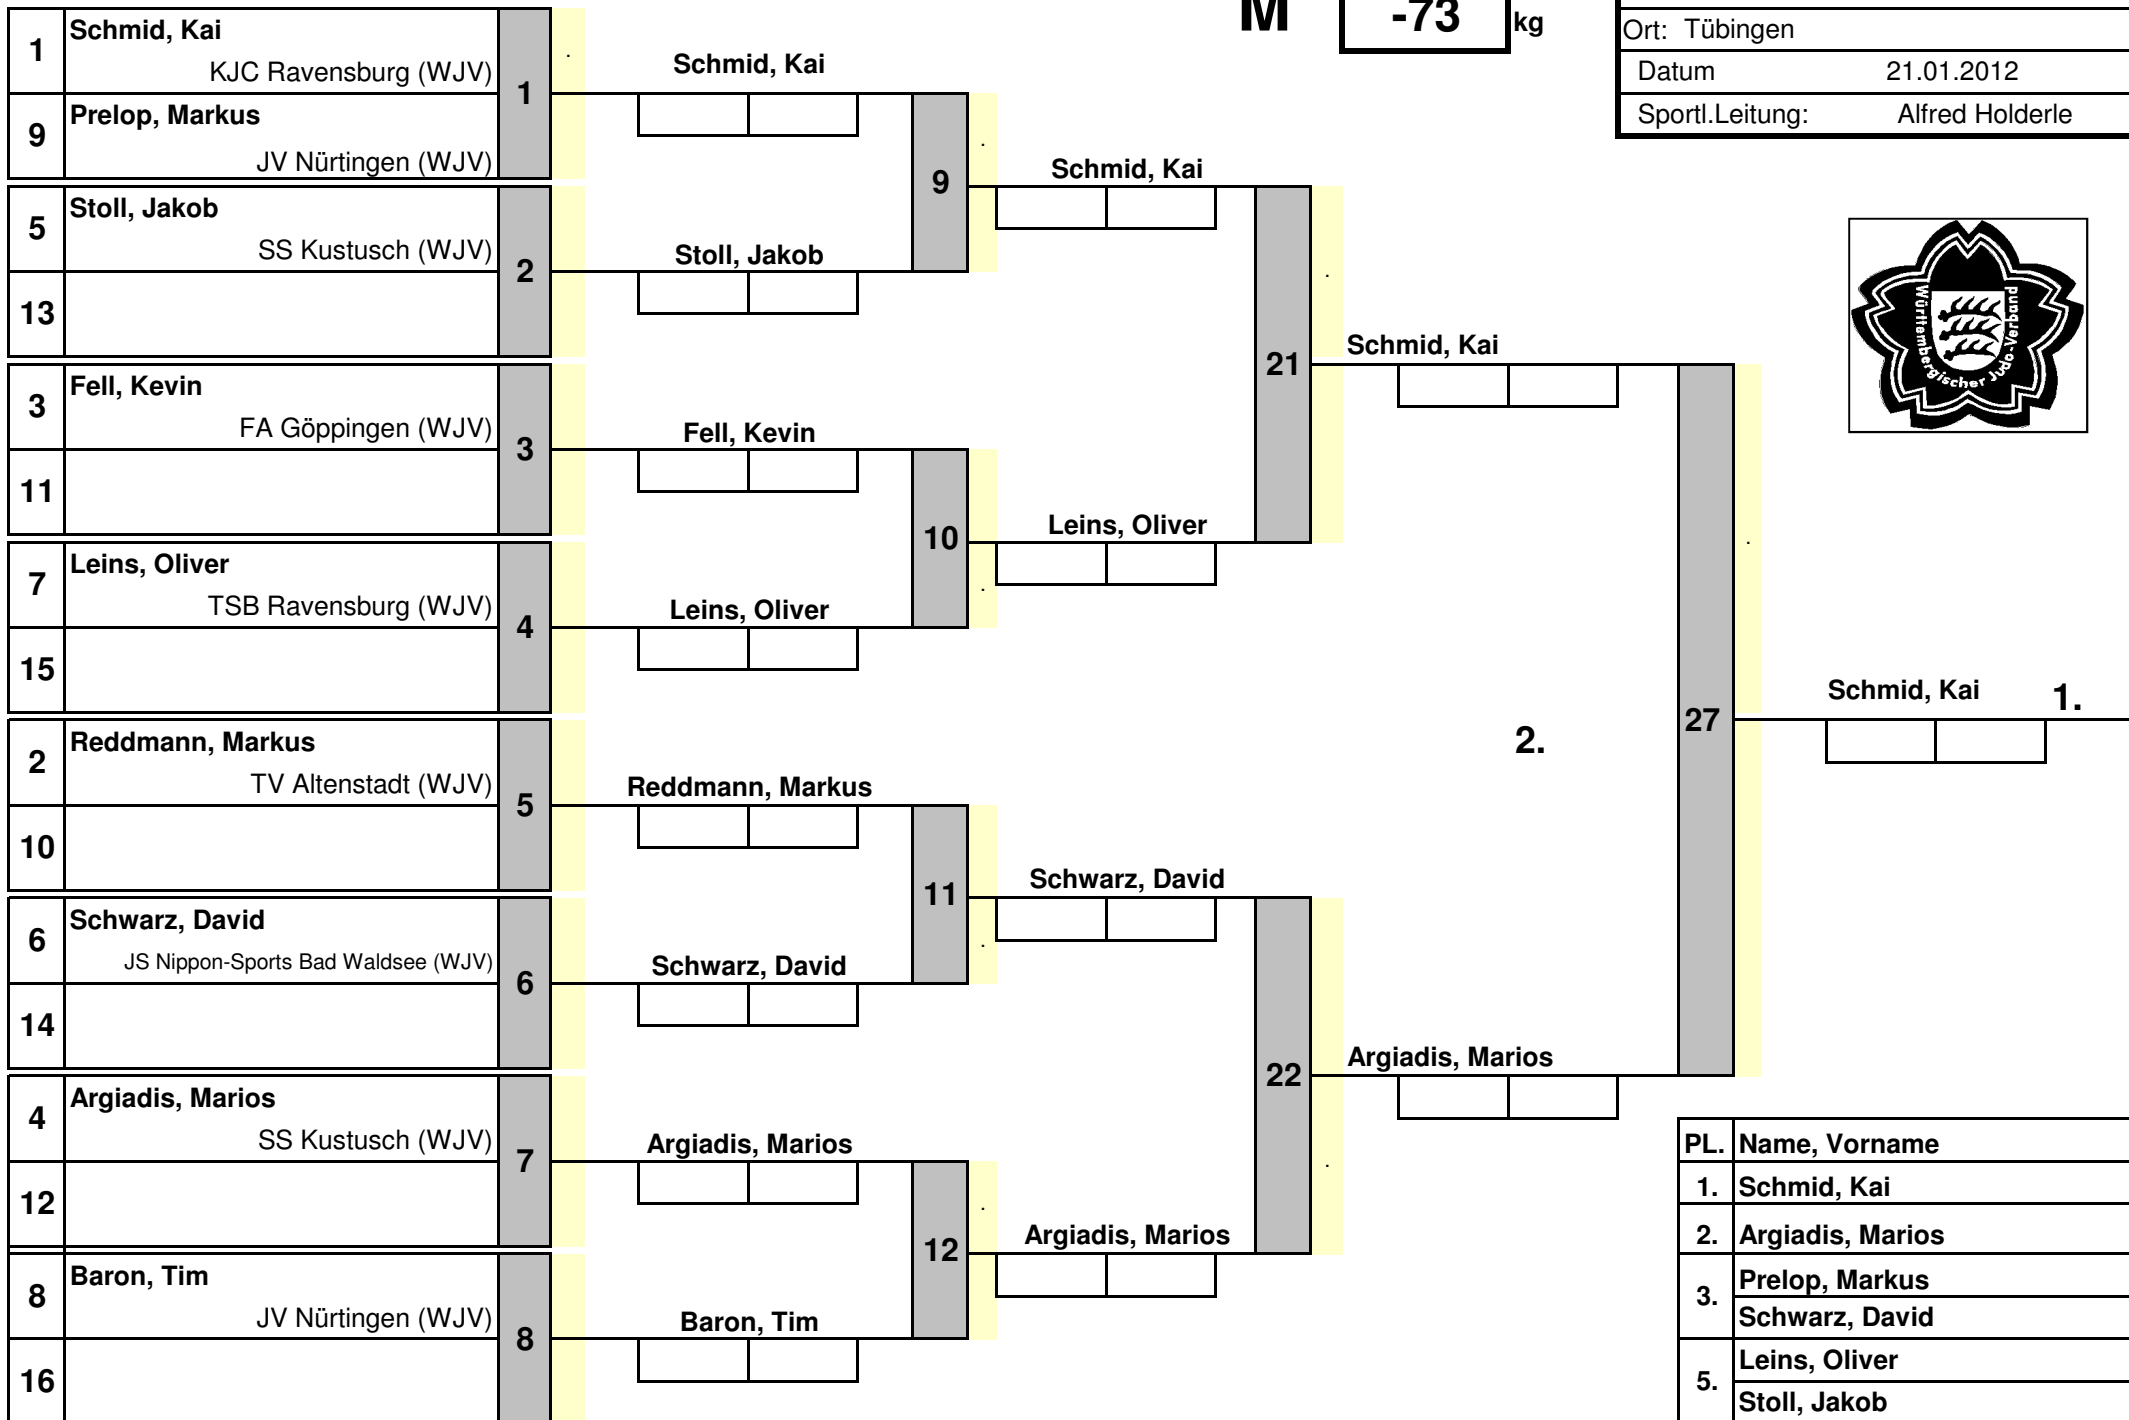 M -73 kg
Ort: Tübingen
Datum 21.01.2012
Sportl.Leitung: Alfred Holderle
Württembergischer Judo-Verband
1 Schmid, Kai
KJC Ravensburg (WJV)
9 Prelop, Markus
JV Nürtingen (WJV)
1
5 Stoll, Jakob
SS Kustusch (WJV)
13
2
3 Fell, Kevin
FA Göppingen (WJV)
11
3
7 Leins, Oliver
TSB Ravensburg (WJV)
15
4
2 Reddmann, Markus
TV Altenstadt (WJV)
10
5
6 Schwarz, David
JS Nippon-Sports Bad Waldsee (WJV)
14
6
4 Argiadis, Marios
SS Kustusch (WJV)
12
7
8 Baron, Tim
JV Nürtingen (WJV)
16
8
Schmid, Kai
Stoll, Jakob
9
Fell, Kevin
Leins, Oliver
10
Reddmann, Markus
Schwarz, David
11
Argiadis, Marios
Baron, Tim
12
Schmid, Kai
Leins, Oliver
21
Schwarz, David
Argiadis, Marios
22
Schmid, Kai
2.
Argiadis, Marios
27
Schmid, Kai 1.
PL. Name, Vorname
1. Schmid, Kai
2. Argiadis, Marios
3. Prelop, Markus
Schwarz, David
5. Leins, Oliver
Stoll, Jakob